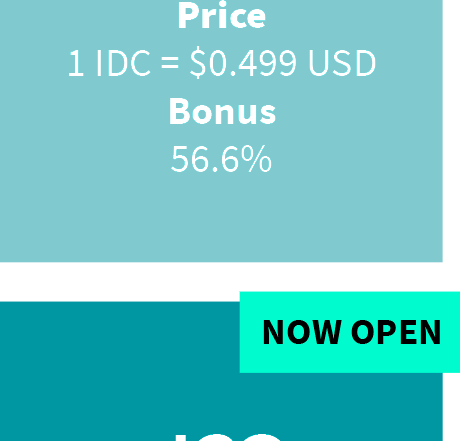 Price
1 IDC = $0.499 USD
Bonus
56.6%
NOW OPEN